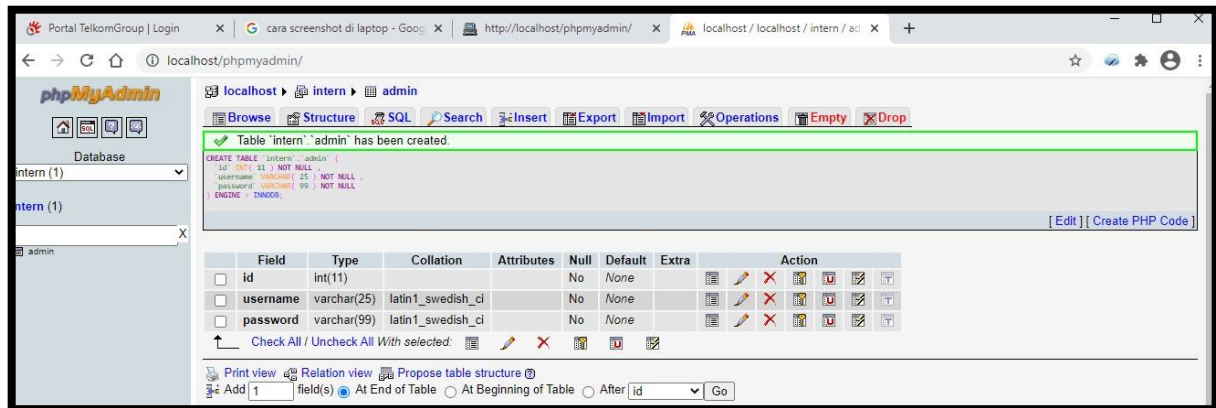 Portal TelkomGroup | Login
cara screenshot di laptop - Goog
http://localhost/phpmyadmin/
localhost / localhost / intern / ad
localhost/phpmyadmin/
phpMyAdmin
Database
intern (1)
ntern (1)
X
admin
localhost ▸ intern ▸ admin
Browse Structure SQL Search Insert Export Import Operations Empty Drop
Table `intern`.`admin` has been created.
CREATE TABLE `intern`.`admin` (
`id` INT( 11 ) NOT NULL ,
`username` VARCHAR( 25 ) NOT NULL ,
`password` VARCHAR( 99 ) NOT NULL
) ENGINE = INNODB;
[ Edit ] [ Create PHP Code ]
Field Type Collation Attributes Null Default Extra Action
id int(11) No None
username varchar(25) latin1_swedish_ci No None
password varchar(99) latin1_swedish_ci No None
Check All / Uncheck All With selected:
Print view Relation view Propose table structure
Add 1 field(s) At End of Table At Beginning of Table After id Go